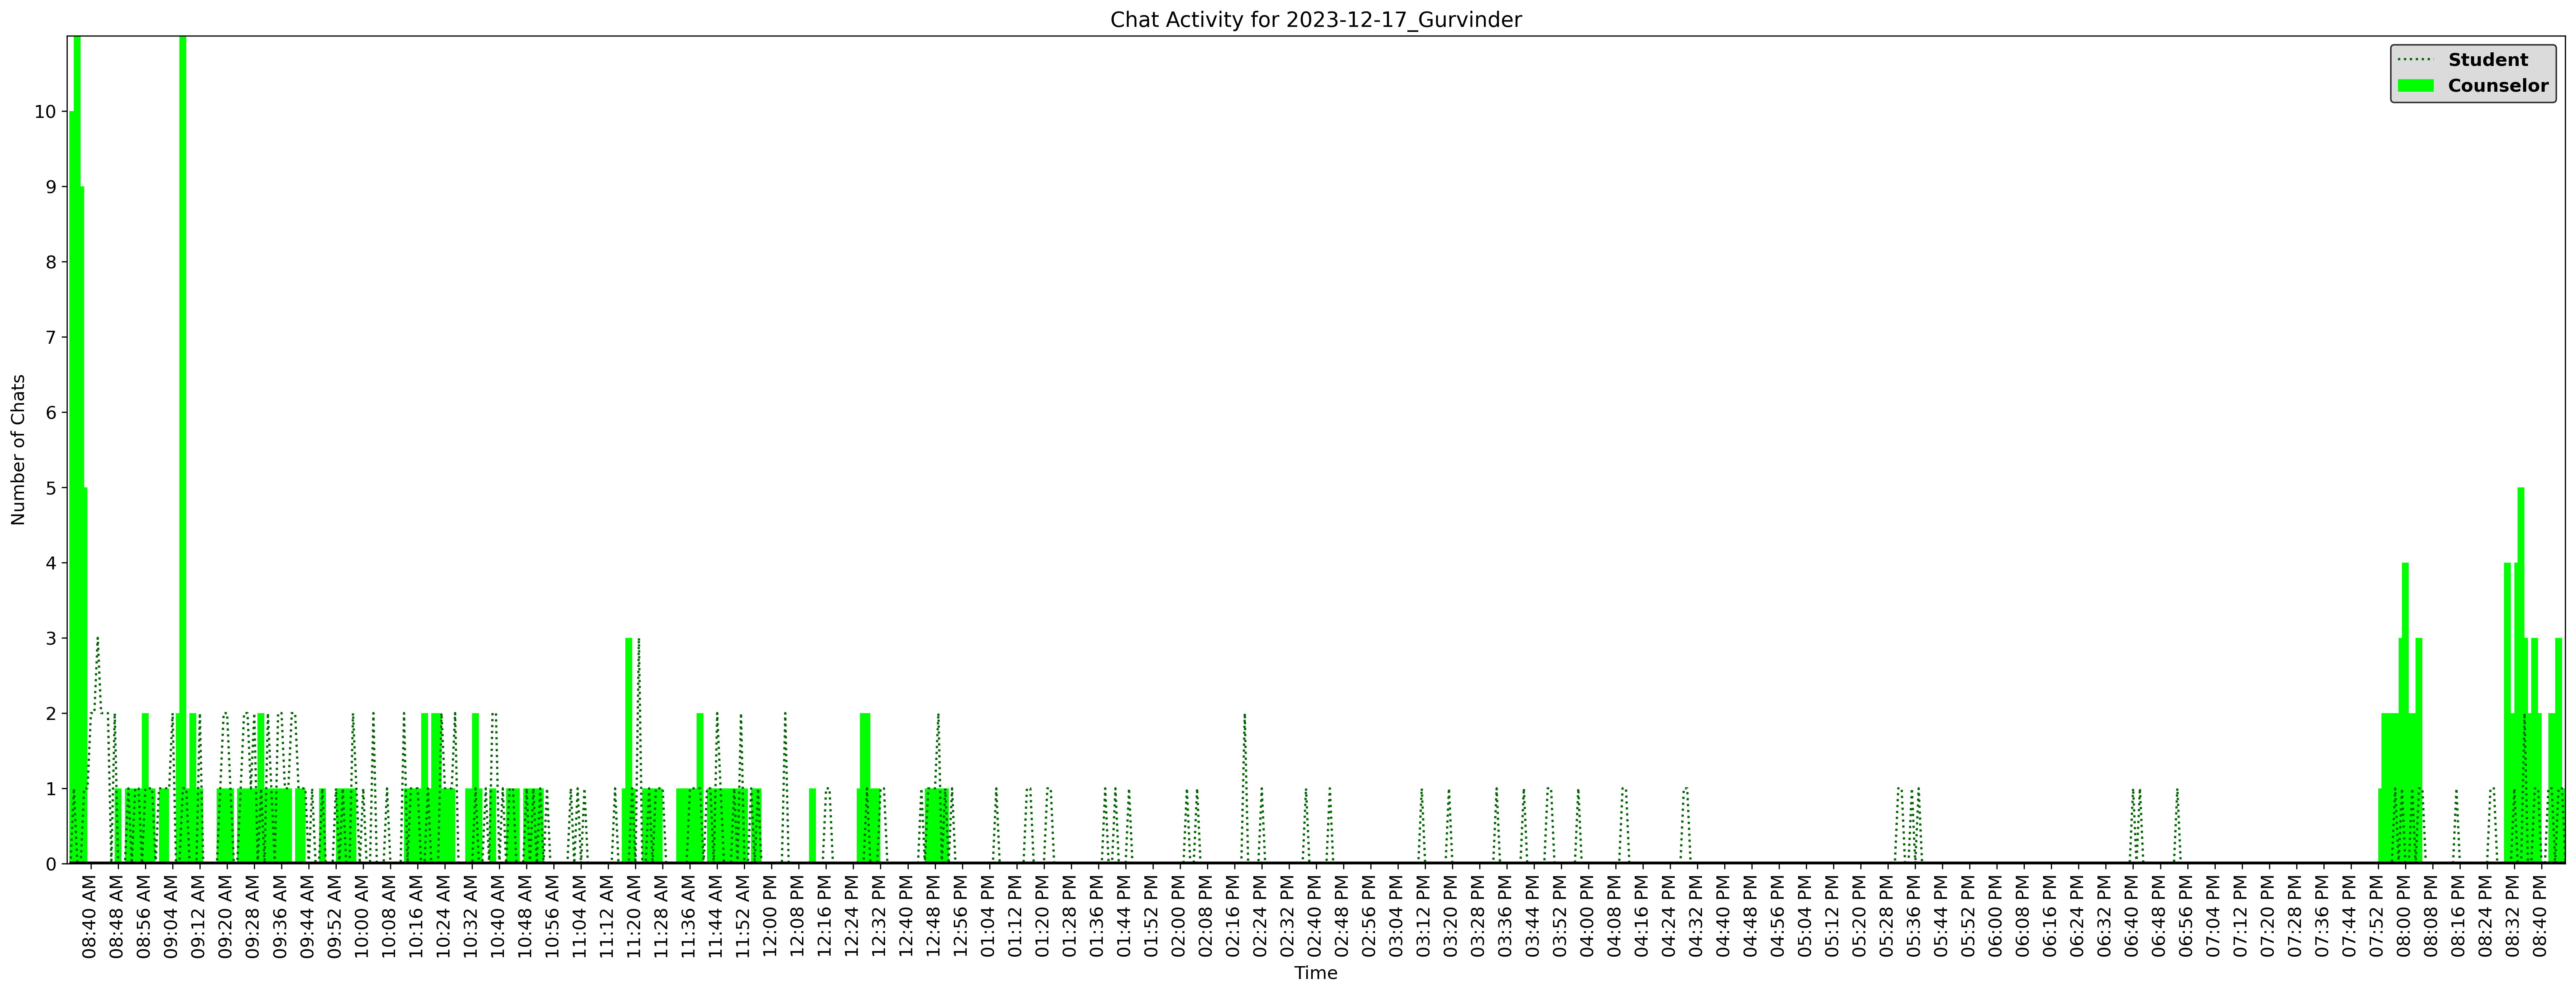 Chat Activity for 2023-12-17_Gurvinder
Student
Counselor
Number of Chats
10
9
8
7
6
5
4
3
2
1
0
08:40 AM
08:48 AM
08:56 AM
09:04 AM
09:12 AM
09:20 AM
09:28 AM
09:36 AM
09:44 AM
09:52 AM
10:00 AM
10:08 AM
10:16 AM
10:24 AM
10:32 AM
10:40 AM
10:48 AM
10:56 AM
11:04 AM
11:12 AM
11:20 AM
11:28 AM
11:36 AM
11:44 AM
11:52 AM
12:00 PM
12:08 PM
12:16 PM
12:24 PM
12:32 PM
12:40 PM
12:48 PM
12:56 PM
01:04 PM
01:12 PM
01:20 PM
01:28 PM
01:36 PM
01:44 PM
01:52 PM
02:00 PM
02:08 PM
02:16 PM
02:24 PM
02:32 PM
02:40 PM
02:48 PM
02:56 PM
03:04 PM
03:12 PM
03:20 PM
03:28 PM
03:36 PM
03:44 PM
03:52 PM
04:00 PM
04:08 PM
04:16 PM
04:24 PM
04:32 PM
04:40 PM
04:48 PM
04:56 PM
05:04 PM
05:12 PM
05:20 PM
05:28 PM
05:36 PM
05:44 PM
05:52 PM
06:00 PM
06:08 PM
06:16 PM
06:24 PM
06:32 PM
06:40 PM
06:48 PM
06:56 PM
07:04 PM
07:12 PM
07:20 PM
07:28 PM
07:36 PM
07:44 PM
07:52 PM
08:00 PM
08:08 PM
08:16 PM
08:24 PM
08:32 PM
08:40 PM
Time